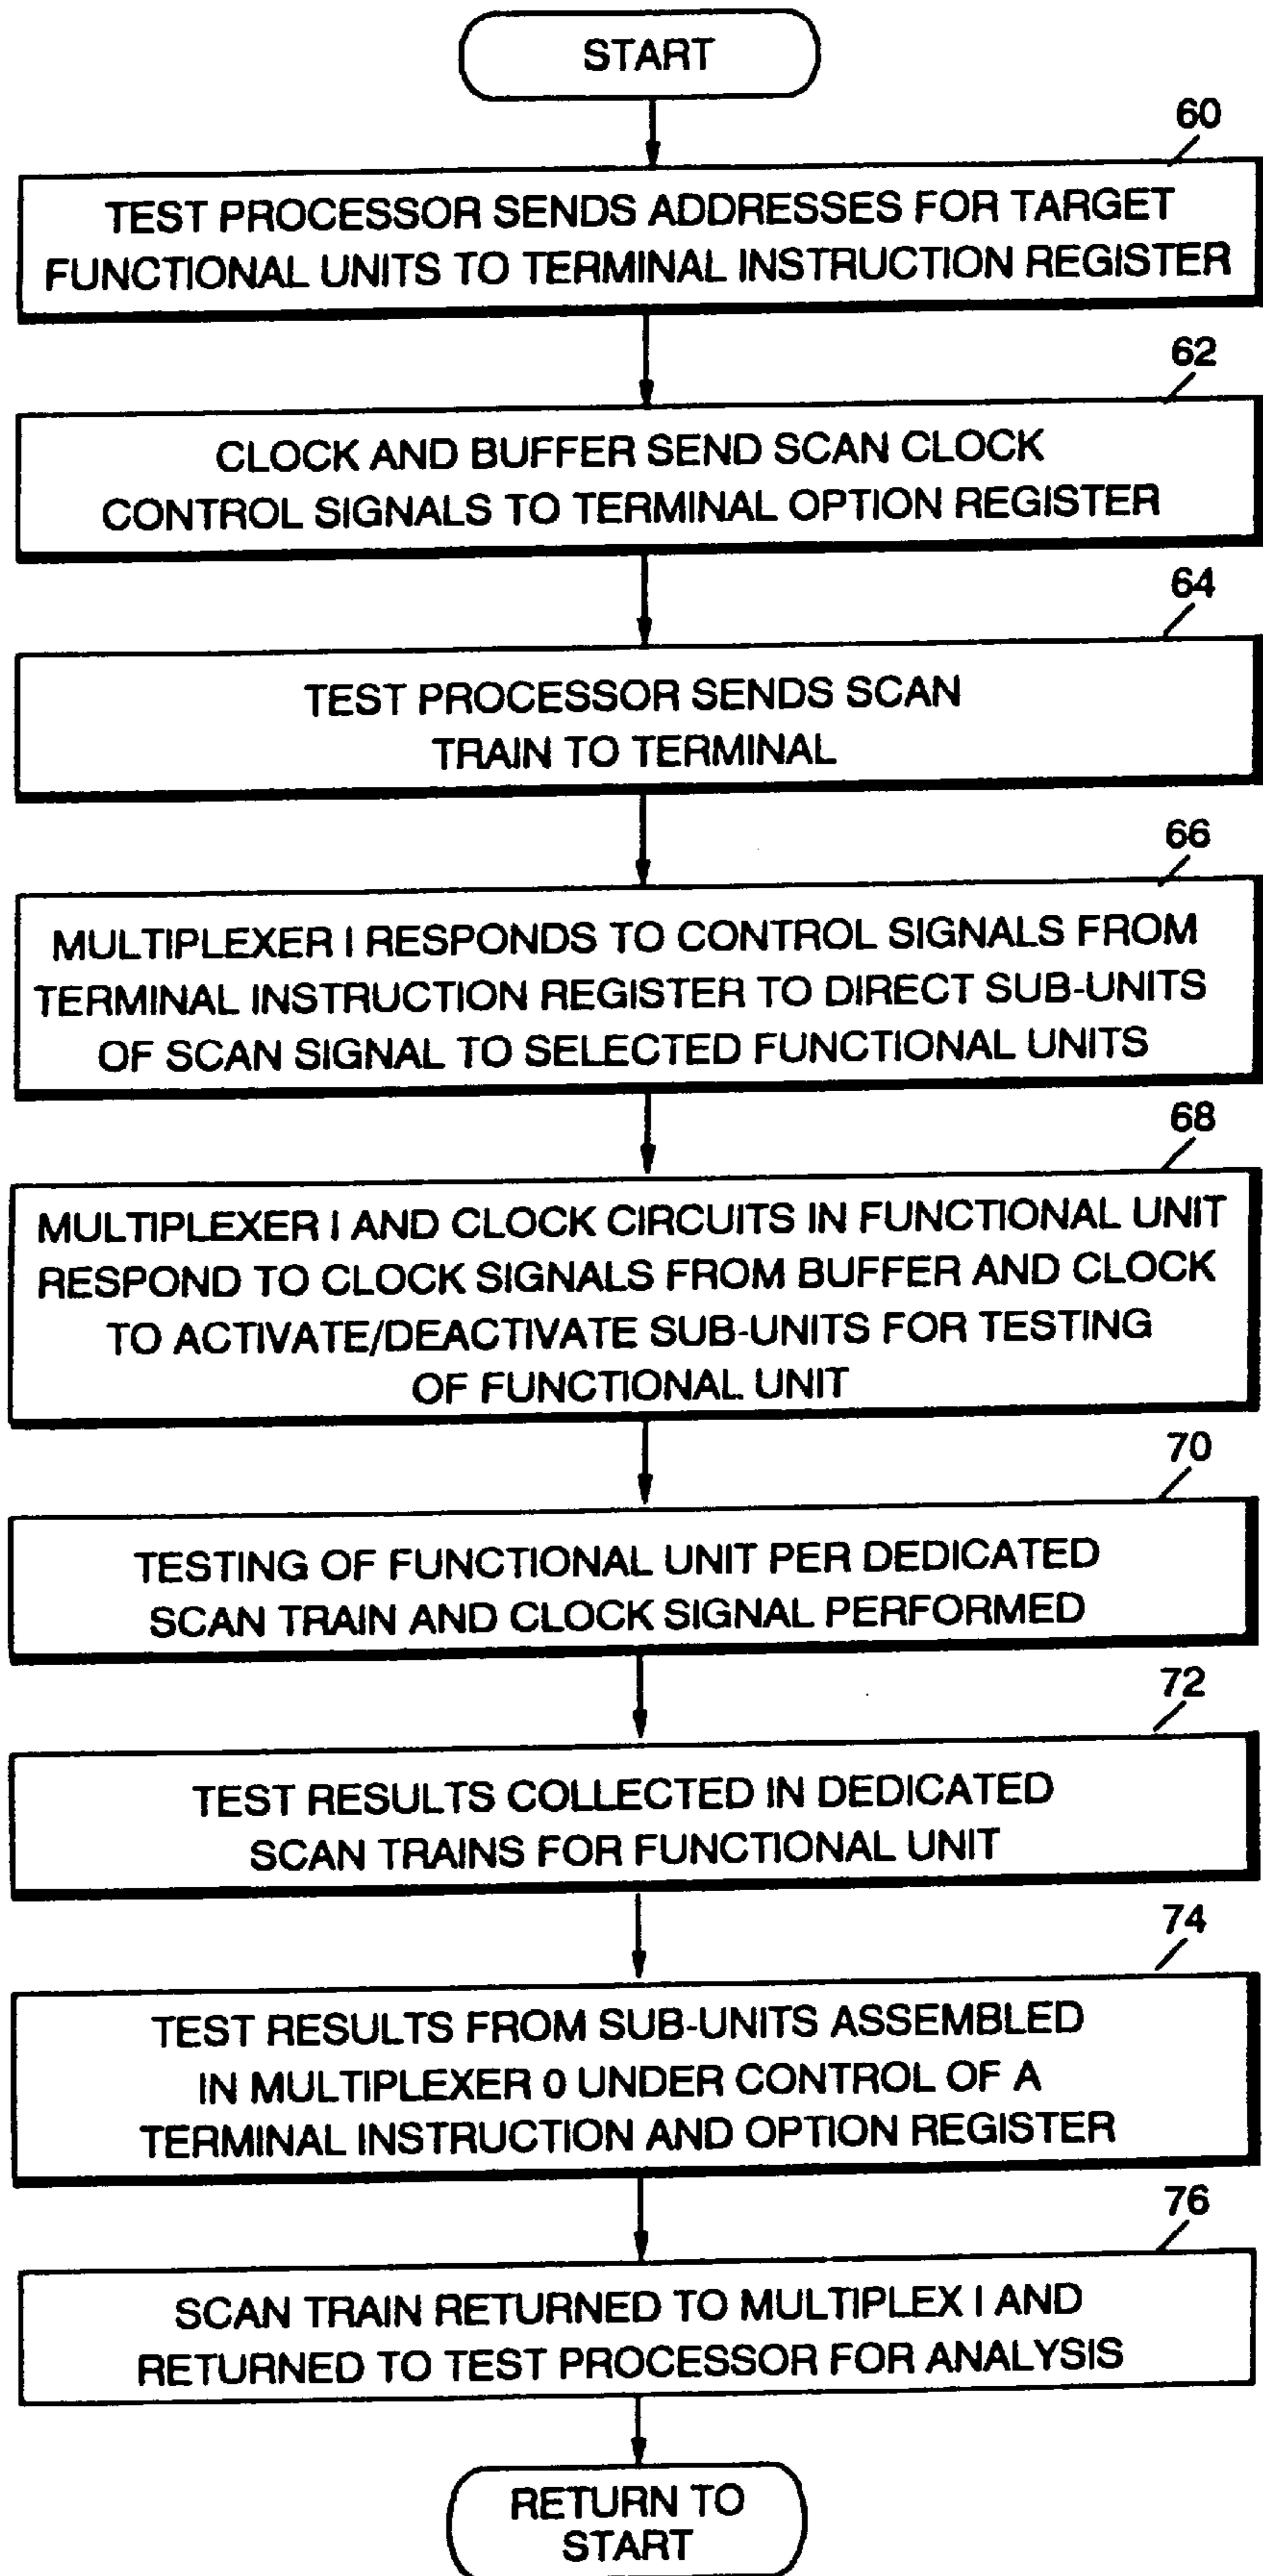 START
60
TEST PROCESSOR SENDS ADDRESSES FOR TARGET
FUNCTIONAL UNITS TO TERMINAL INSTRUCTION REGISTER
62
CLOCK AND BUFFER SEND SCAN CLOCK
CONTROL SIGNALS TO TERMINAL OPTION REGISTER
64
TEST PROCESSOR SENDS SCAN
TRAIN TO TERMINAL
66
MULTIPLEXER I RESPONDS TO CONTROL SIGNALS FROM
TERMINAL INSTRUCTION REGISTER TO DIRECT SUB-UNITS
OF SCAN SIGNAL TO SELECTED FUNCTIONAL UNITS
68
MULTIPLEXER I AND CLOCK CIRCUITS IN FUNCTIONAL UNIT
RESPOND TO CLOCK SIGNALS FROM BUFFER AND CLOCK
TO ACTIVATE/DEACTIVATE SUB-UNITS FOR TESTING
OF FUNCTIONAL UNIT
70
TESTING OF FUNCTIONAL UNIT PER DEDICATED
SCAN TRAIN AND CLOCK SIGNAL PERFORMED
72
TEST RESULTS COLLECTED IN DEDICATED
SCAN TRAINS FOR FUNCTIONAL UNIT
74
TEST RESULTS FROM SUB-UNITS ASSEMBLED
IN MULTIPLEXER 0 UNDER CONTROL OF A
TERMINAL INSTRUCTION AND OPTION REGISTER
76
SCAN TRAIN RETURNED TO MULTIPLEX I AND
RETURNED TO TEST PROCESSOR FOR ANALYSIS
RETURN TO
START